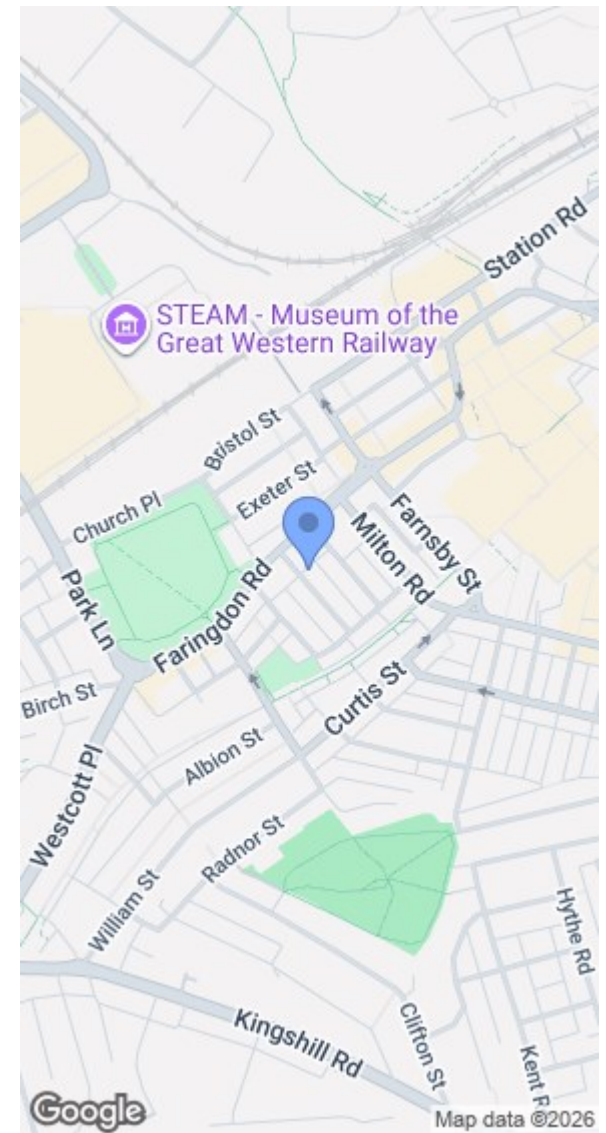 Station Rd
STEAM - Museum of the
Great Western Railway
Bristol St
Exeter St
Church Pl
Farnsby St
Milton Rd
Park Ln
Faringdon Rd
Birch St
Curtis St
Albion St
Westcott Pl
Radnor St
William St
Hythe Rd
Kingshill Rd
Clifton St
Kent R
Google
Map data ©2026